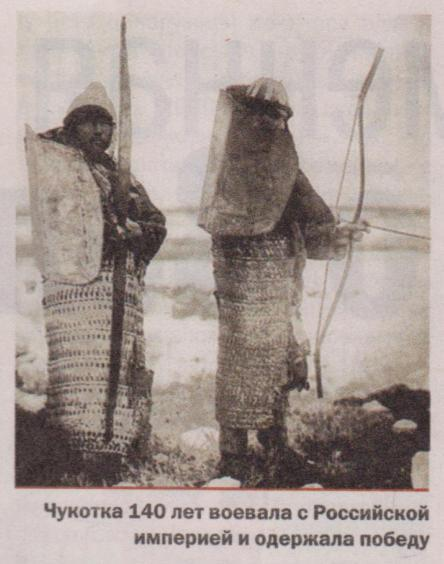 Чукотка 140 лет воевала с Российской
империей и одержала победу